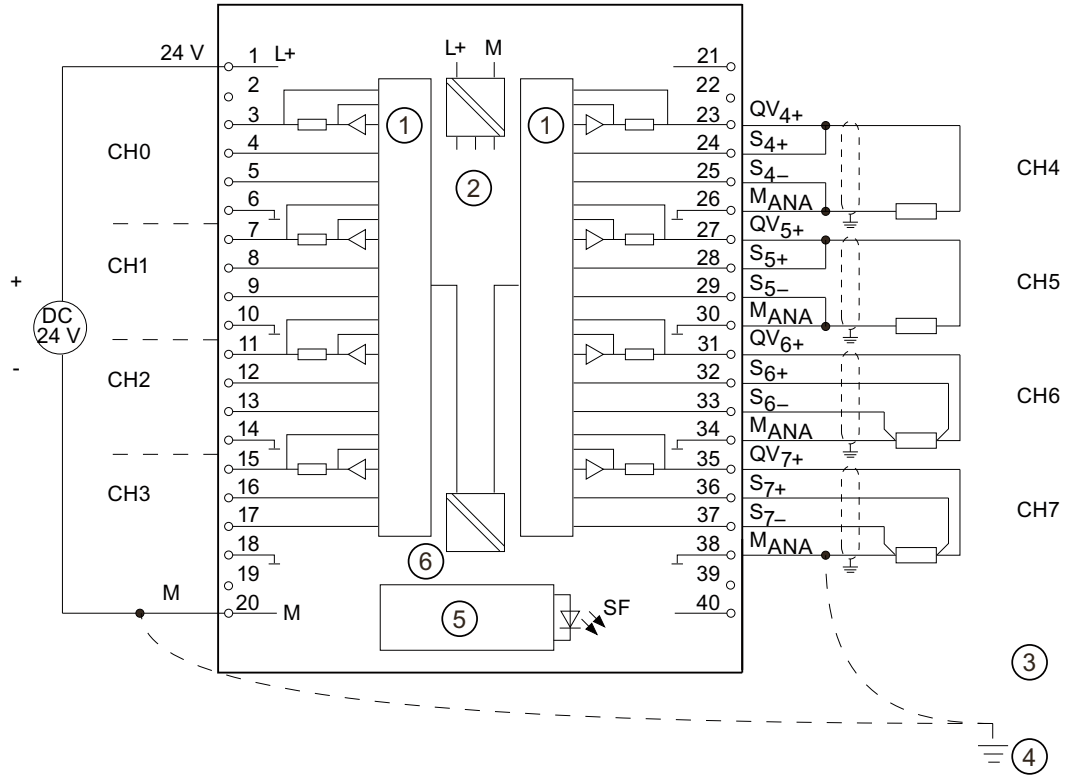 24 V
1 L+
2
3
4
5
6
7
8
9
10
11
12
13
14
15
16
17
18
19
20 M
CH0
CH1
CH2
CH3
+
DC
24 V
-
M
L+ M
1
1
2
6
5
SF
21
22
23 QV4+
24 S4+
25 S4–
26 MANA
27 QV5+
28 S5+
29 S5–
30 MANA
31 QV6+
32 S6+
33 S6–
34 MANA
35 QV7+
36 S7+
37 S7–
38 MANA
39
40
CH4
CH5
CH6
CH7
3
4